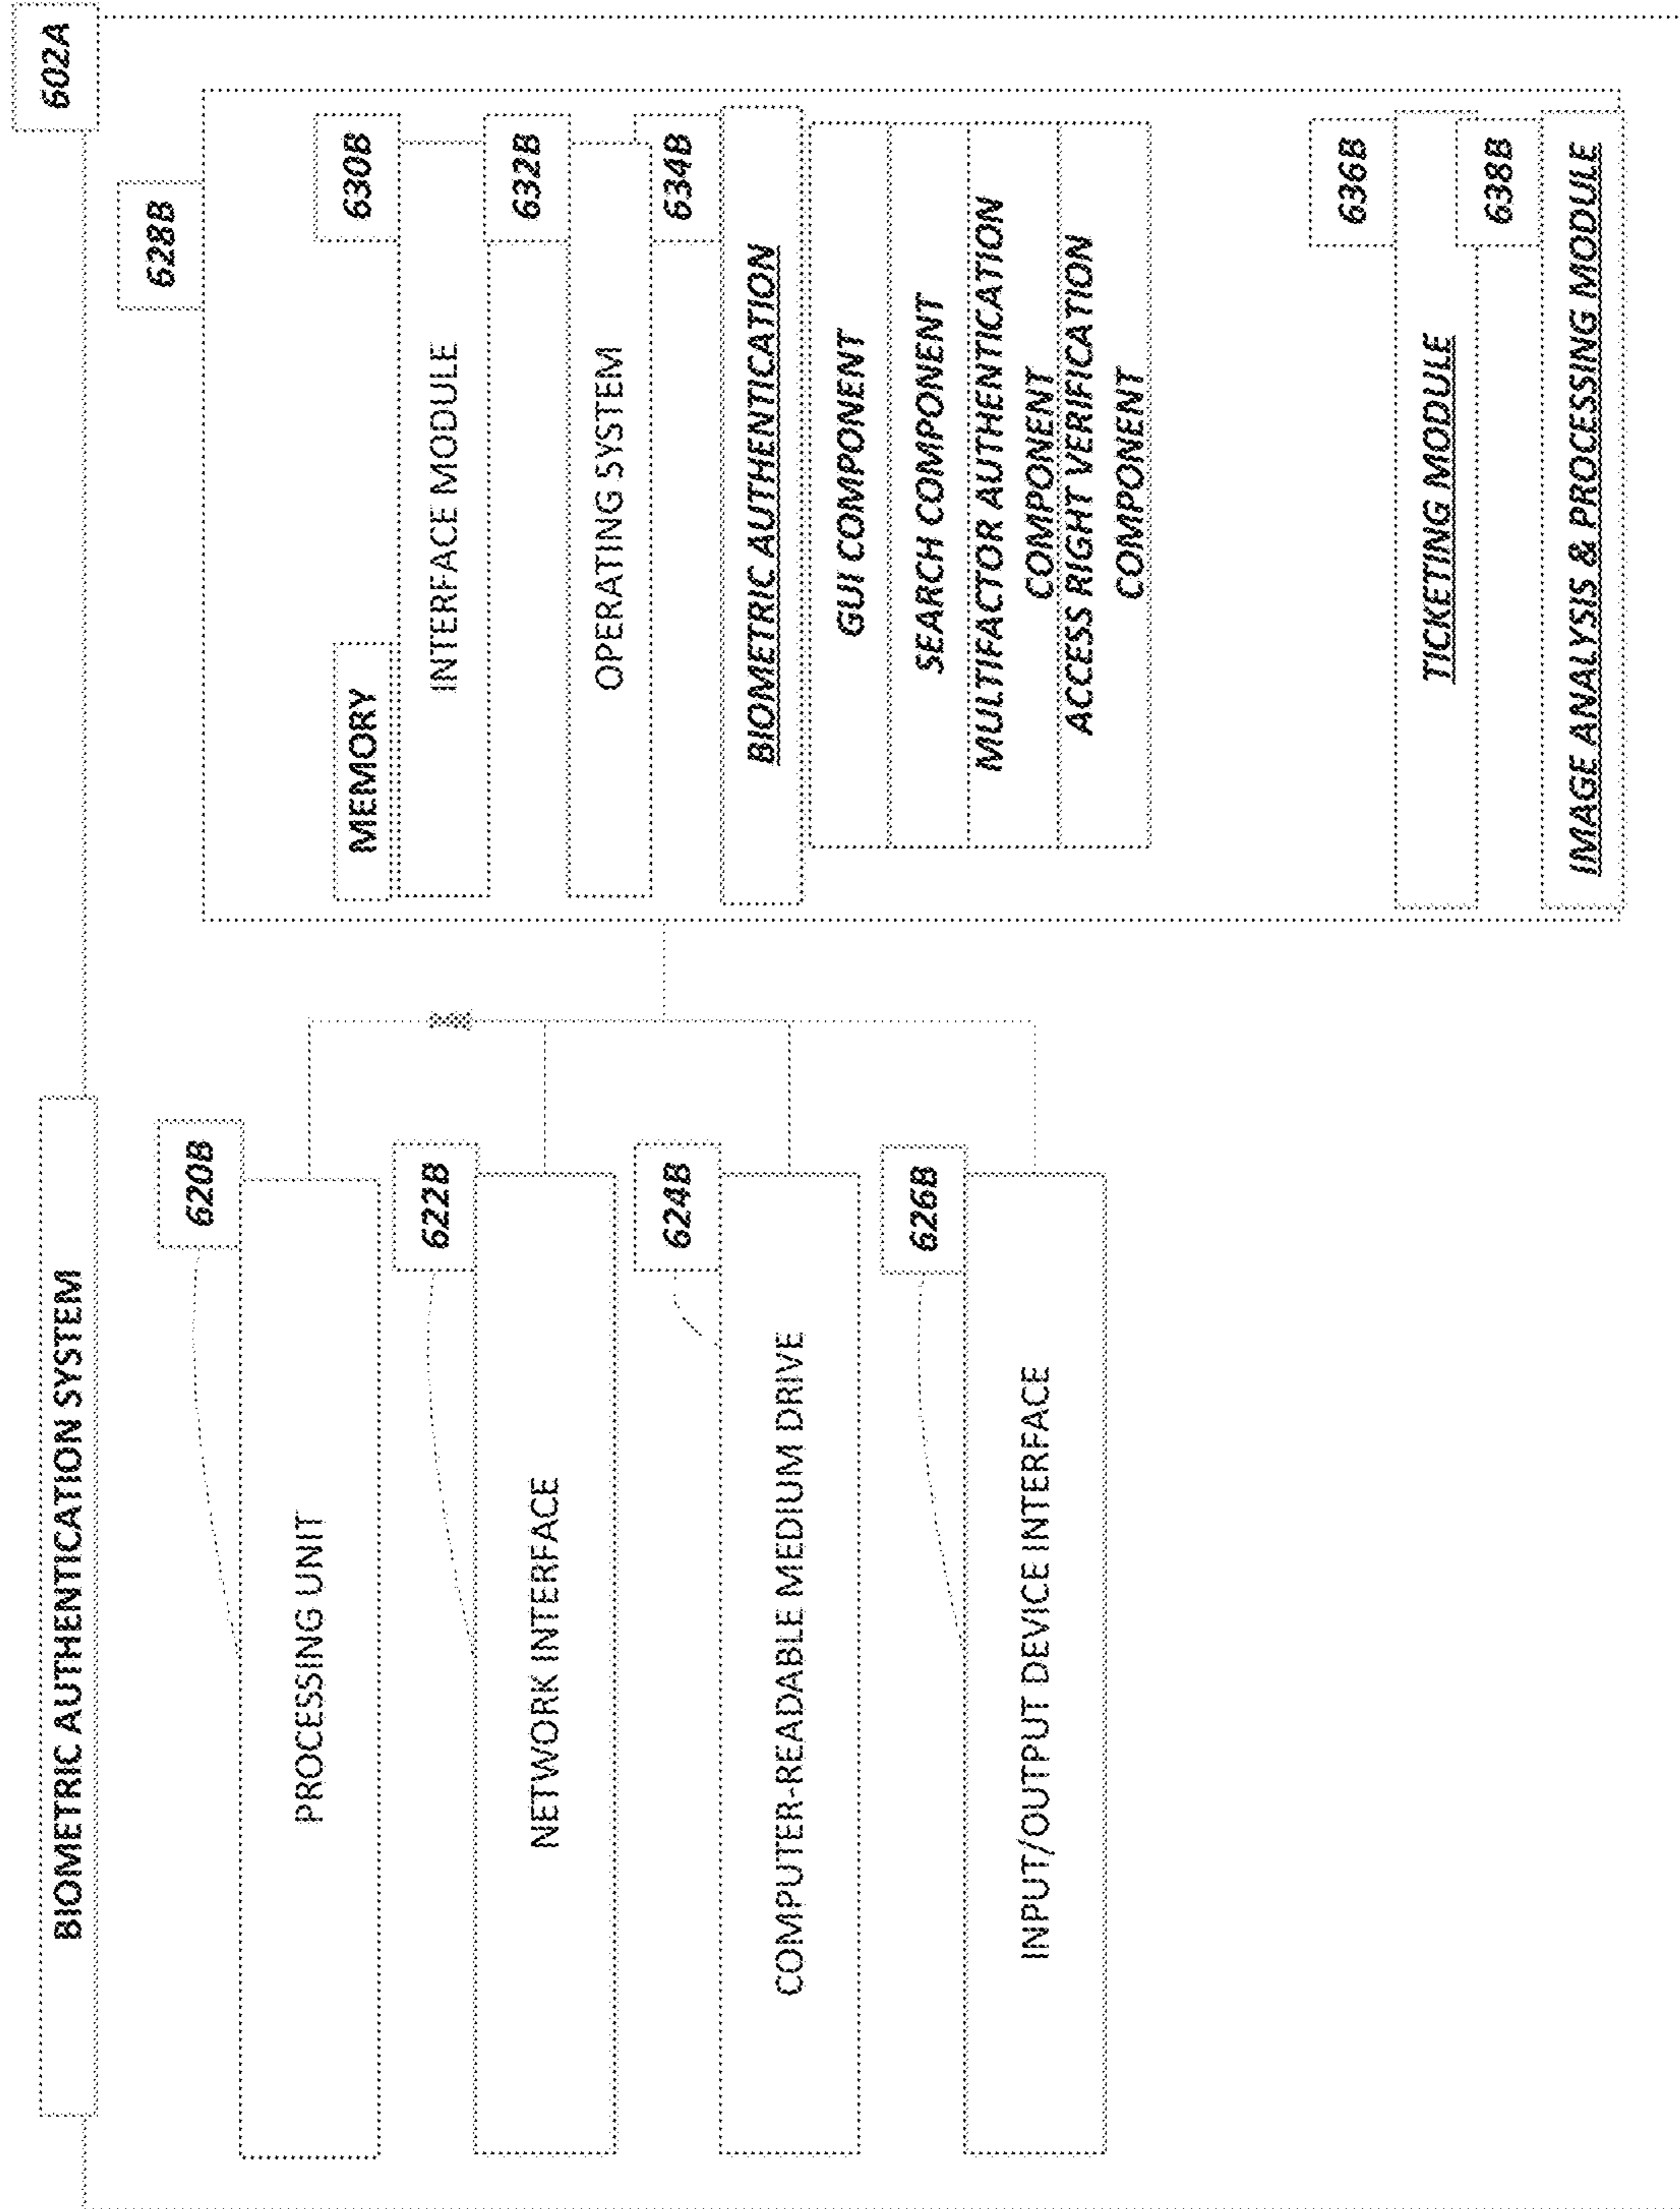 BIOMETRIC AUTHENTICATION SYSTEM
602A
620B
PROCESSING UNIT
622B
NETWORK INTERFACE
624B
COMPUTER-READABLE MEDIUM DRIVE
626B
INPUT/OUTPUT DEVICE INTERFACE
628B
MEMORY
630B
INTERFACE MODULE
632B
OPERATING SYSTEM
634B
BIOMETRIC AUTHENTICATION
GUI COMPONENT
SEARCH COMPONENT
MULTIFACTOR AUTHENTICATION
COMPONENT
ACCESS RIGHT VERIFICATION
COMPONENT
636B
TICKETING MODULE
638B
IMAGE ANALYSIS & PROCESSING MODULE